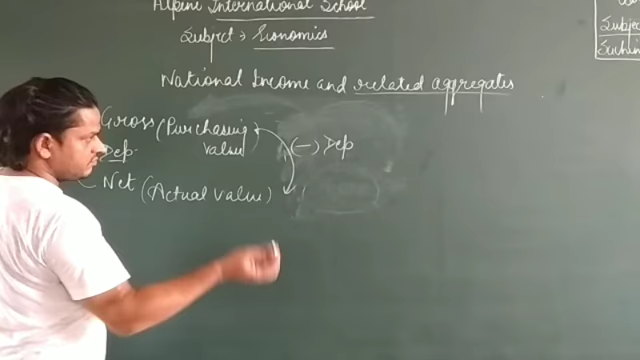 Alpine International School
Subject > Economics
National Income and related aggregates
Gross (Purchasing Value)
(-) Dep
Dep.
Net (Actual Value)
Subject